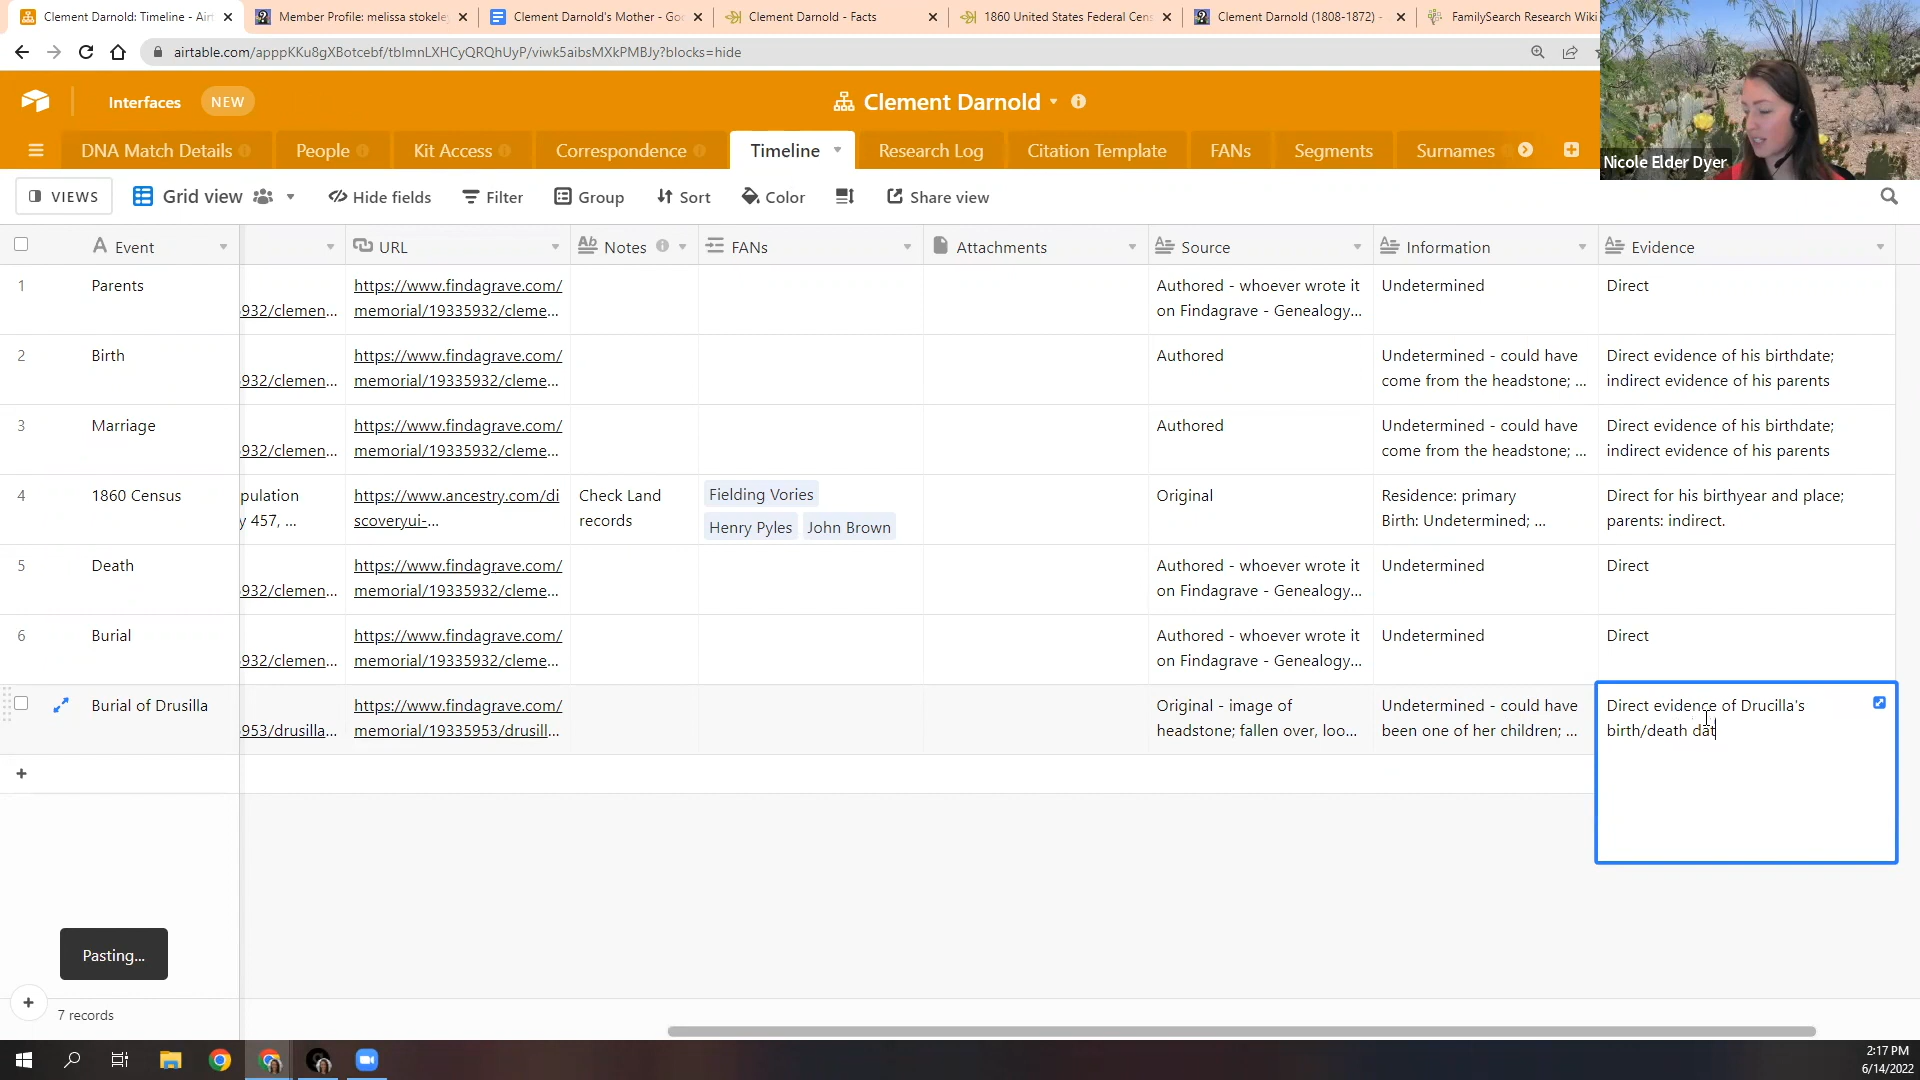 Clement Darnold: Timeline - Air
Member Profile: melissa stokele
Clement Darnold's Mother - Goo
Clement Darnold - Facts
1860 United States Federal Cens
Clement Darnold (1808-1872) -
FamilySearch Research Wiki
airtable.com/apppKKu8gXBotcebf/tblmnLXHCyQRQhUyP/viwk5aibsMXkPMBJy?blocks=hide
Interfaces
NEW
Clement Darnold
Nicole Elder Dyer
DNA Match Details
People
Kit Access
Correspondence
Timeline
Research Log
Citation Template
FANs
Segments
Surnames
VIEWS
Grid view
Hide fields
Filter
Group
Sort
Color
Share view
Event
URL
Notes
FANs
Attachments
Source
Information
Evidence
1
Parents
932/clemen...
https://www.findagrave.com/
memorial/19335932/cleme...
Authored - whoever wrote it
on Findagrave - Genealogy...
Undetermined
Direct
2
Birth
932/clemen...
https://www.findagrave.com/
memorial/19335932/cleme...
Authored
Undetermined - could have
come from the headstone; ...
Direct evidence of his birthdate;
indirect evidence of his parents
3
Marriage
932/clemen...
https://www.findagrave.com/
memorial/19335932/cleme...
Authored
Undetermined - could have
come from the headstone; ...
Direct evidence of his birthdate;
indirect evidence of his parents
4
1860 Census
pulation
y 457, ...
https://www.ancestry.com/di
scoveryui-...
Check Land
records
Fielding Vories
Henry Pyles
John Brown
Original
Residence: primary
Birth: Undetermined; ...
Direct for his birthyear and place;
parents: indirect.
5
Death
932/clemen...
https://www.findagrave.com/
memorial/19335932/cleme...
Authored - whoever wrote it
on Findagrave - Genealogy...
Undetermined
Direct
6
Burial
932/clemen...
https://www.findagrave.com/
memorial/19335932/cleme...
Authored - whoever wrote it
on Findagrave - Genealogy...
Undetermined
Direct
Burial of Drusilla
953/drusilla...
https://www.findagrave.com/
memorial/19335953/drusill...
Original - image of
headstone; fallen over, loo...
Undetermined - could have
been one of her children; ...
Direct evidence of Drucilla's
birth/death dat
Pasting...
7 records
2:17 PM
6/14/2022